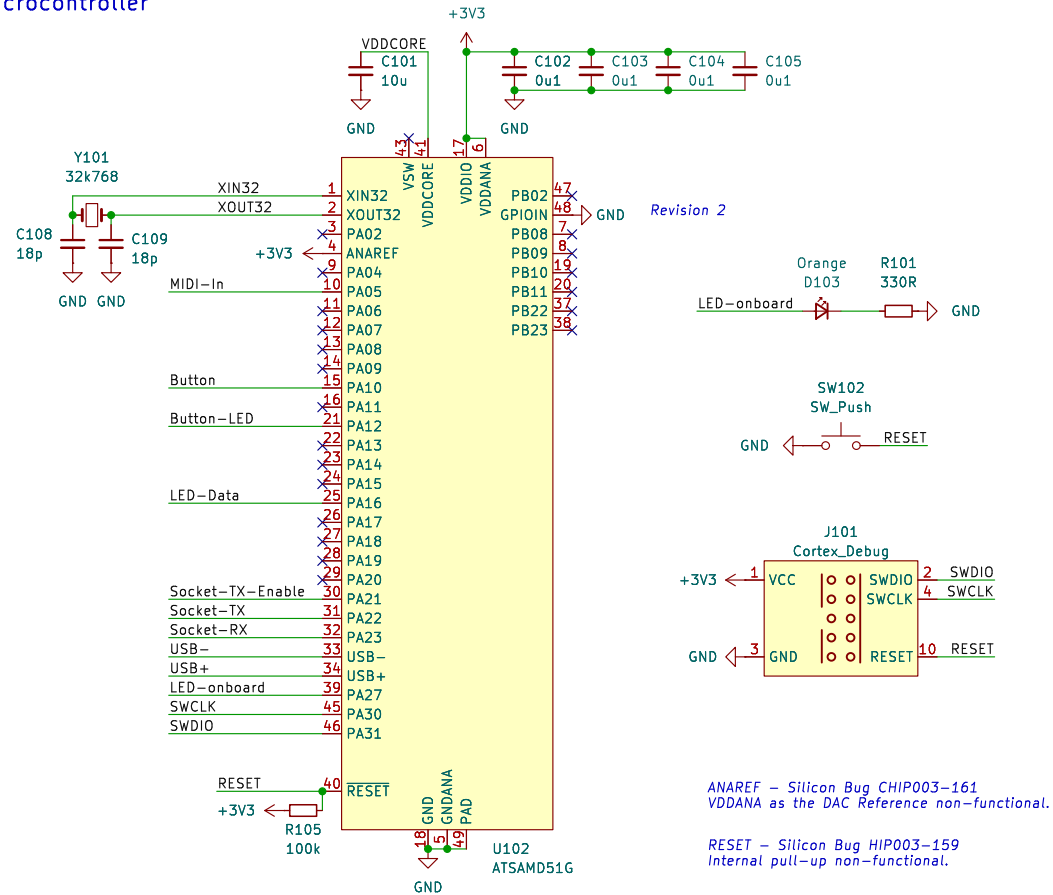 crocontroller
+3V3
VDDCORE
C101
10u
GND
C102
0u1
C103
0u1
C104
0u1
C105
0u1
GND
43
41
17
6
VSW
VDDCORE
VDDIO
VDDANA
Y101
32k768
XIN32
XOUT32
C108
18p
C109
18p
GND
GND
1 XIN32
2 XOUT32
3 PA02
+3V3
4 ANAREF
9 PA04
MIDI-In
10 PA05
11 PA06
12 PA07
13 PA08
14 PA09
Button
15 PA10
16 PA11
Button-LED
21 PA12
22 PA13
23 PA14
24 PA15
LED-Data
25 PA16
26 PA17
27 PA18
28 PA19
29 PA20
Socket-TX-Enable
30 PA21
Socket-TX
31 PA22
Socket-RX
32 PA23
USB-
33 USB-
USB+
34 USB+
LED-onboard
39 PA27
SWCLK
45 PA30
SWDIO
46 PA31
RESET
40 RESET
+3V3
R105
100k
PB02 47
GPIOIN 48
GND
PB08 7
PB09 8
PB10 19
PB11 20
PB22 37
PB23 38
GND
GNDANA
PAD
18
5
49
GND
U102
ATSAMD51G
Revision 2
Orange
D103
R101
330R
LED-onboard
GND
SW102
SW_Push
GND
RESET
J101
Cortex_Debug
+3V3
1 VCC
SWDIO 2
SWDIO
SWCLK 4
SWCLK
GND
3 GND
RESET 10
RESET
ANAREF - Silicon Bug CHIP003-161
VDDANA as the DAC Reference non-functional.
RESET - Silicon Bug HIP003-159
Internal pull-up non-functional.